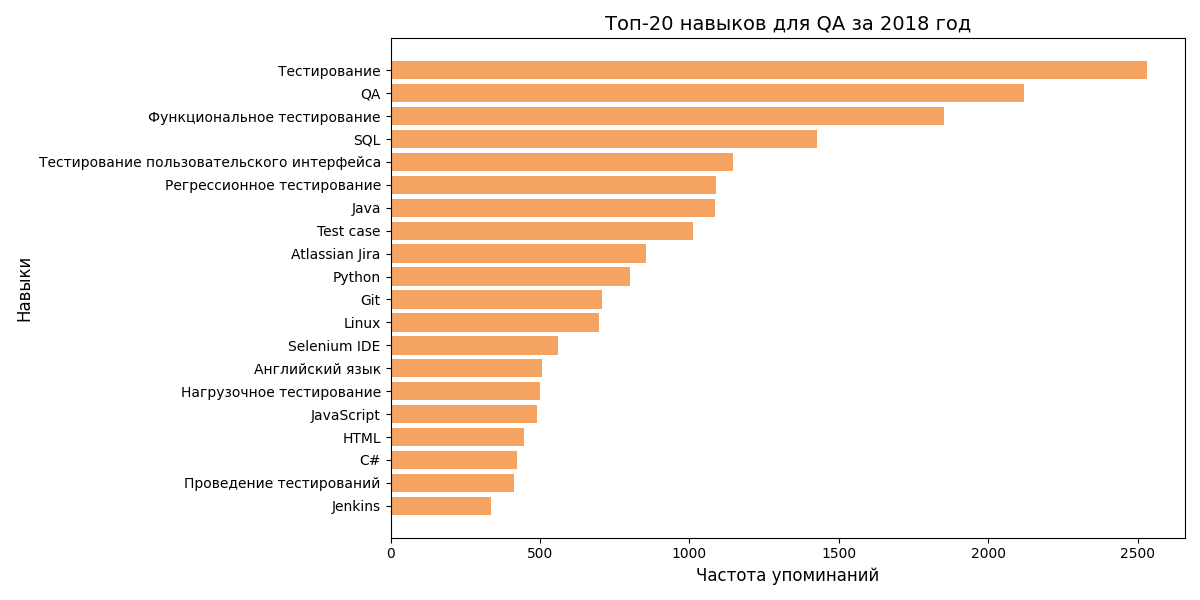 Топ-20 навыков для QA за 2018 год
Тестирование
QA
Функциональное тестирование
SQL
Тестирование пользовательского интерфейса
Регрессионное тестирование
Java
Test case
Atlassian Jira
Python
Git
Linux
Selenium IDE
Английский язык
Нагрузочное тестирование
JavaScript
HTML
C#
Проведение тестирований
Jenkins
Навыки
0 500 1000 1500 2000 2500
Частота упоминаний